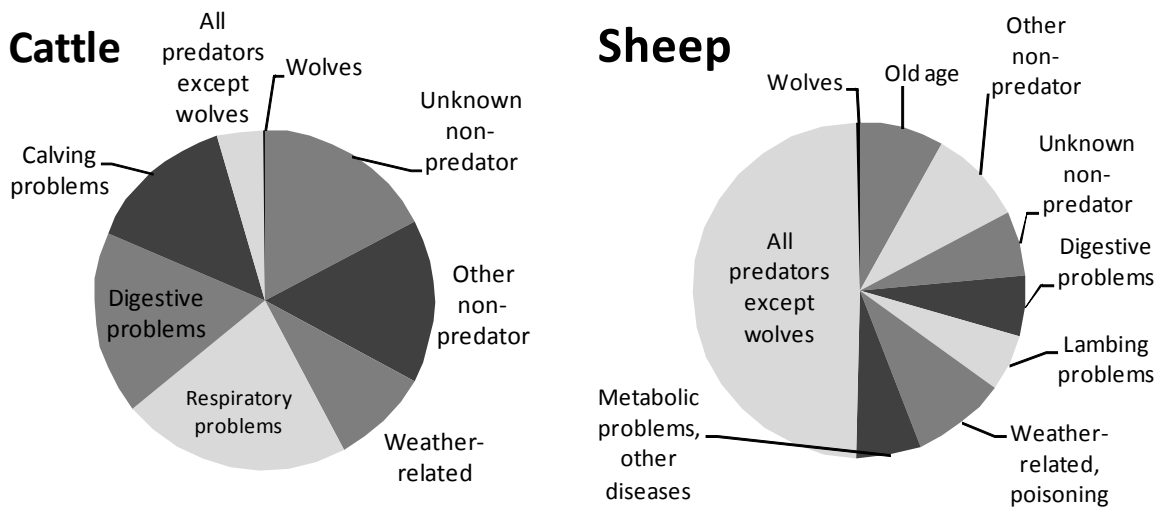 Cattle
All
predators
except
wolves
Wolves
Unknown
non-
predator
Other
non-
predator
Weather-
related
Respiratory
problems
Digestive
problems
Calving
problems
Sheep
Wolves
Old age
Other
non-
predator
Unknown
non-
predator
Digestive
problems
Lambing
problems
Weather-
related,
poisoning
Metabolic
problems,
other
diseases
All
predators
except
wolves